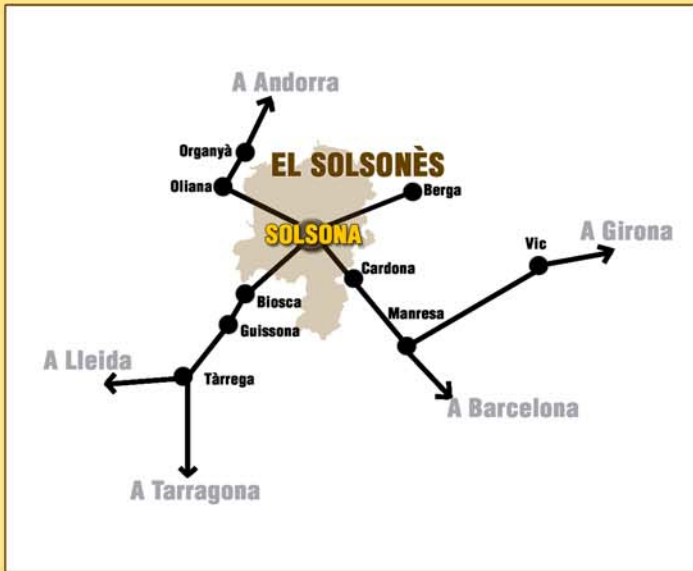 A Andorra
Organyà
EL SOLSONÈS
Oliana
Berga
SOLSONA
A Girona
Vic
Cardona
Biosca
Manresa
Guissona
A Lleida
Tàrrega
A Barcelona
A Tarragona